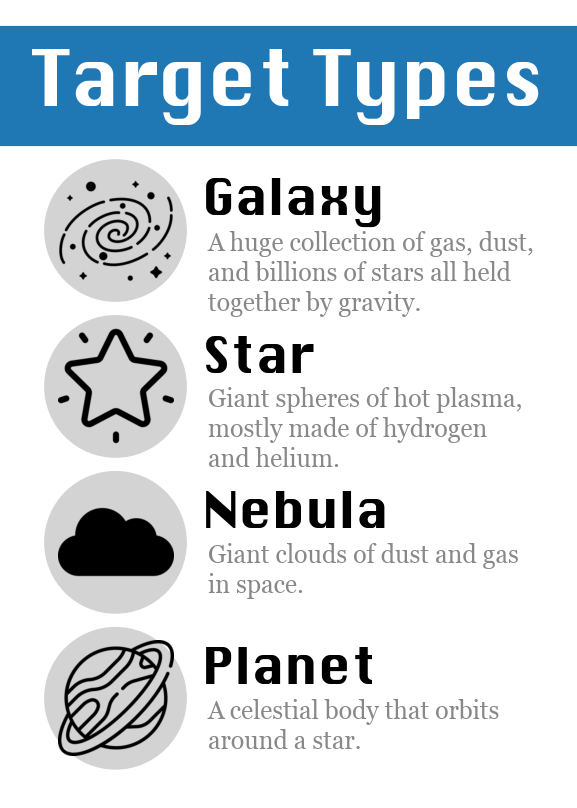 Target Types
Galaxy
A huge collection of gas, dust,
and billions of stars all held
together by gravity.
Star
Giant spheres of hot plasma,
mostly made of hydrogen
and helium.
Nebula
Giant clouds of dust and gas
in space.
Planet
A celestial body that orbits
around a star.